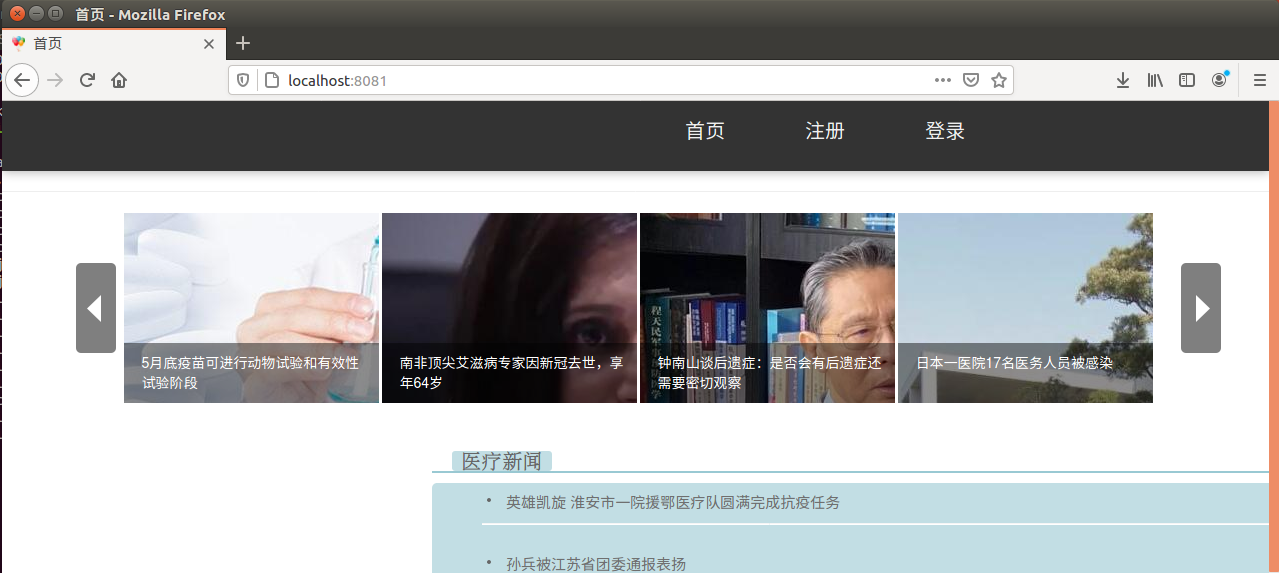 首页 - Mozilla Firefox
首页
localhost:8081
首页 注册 登录
5月底疫苗可进行动物试验和有效性
试验阶段
南非顶尖艾滋病专家因新冠去世，享
年64岁
钟南山谈后遗症：是否会有后遗症还
需要密切观察
日本一医院17名医务人员被感染
医疗新闻
英雄凯旋 淮安市一院援鄂医疗队圆满完成抗疫任务
孙兵被江苏省团委通报表扬